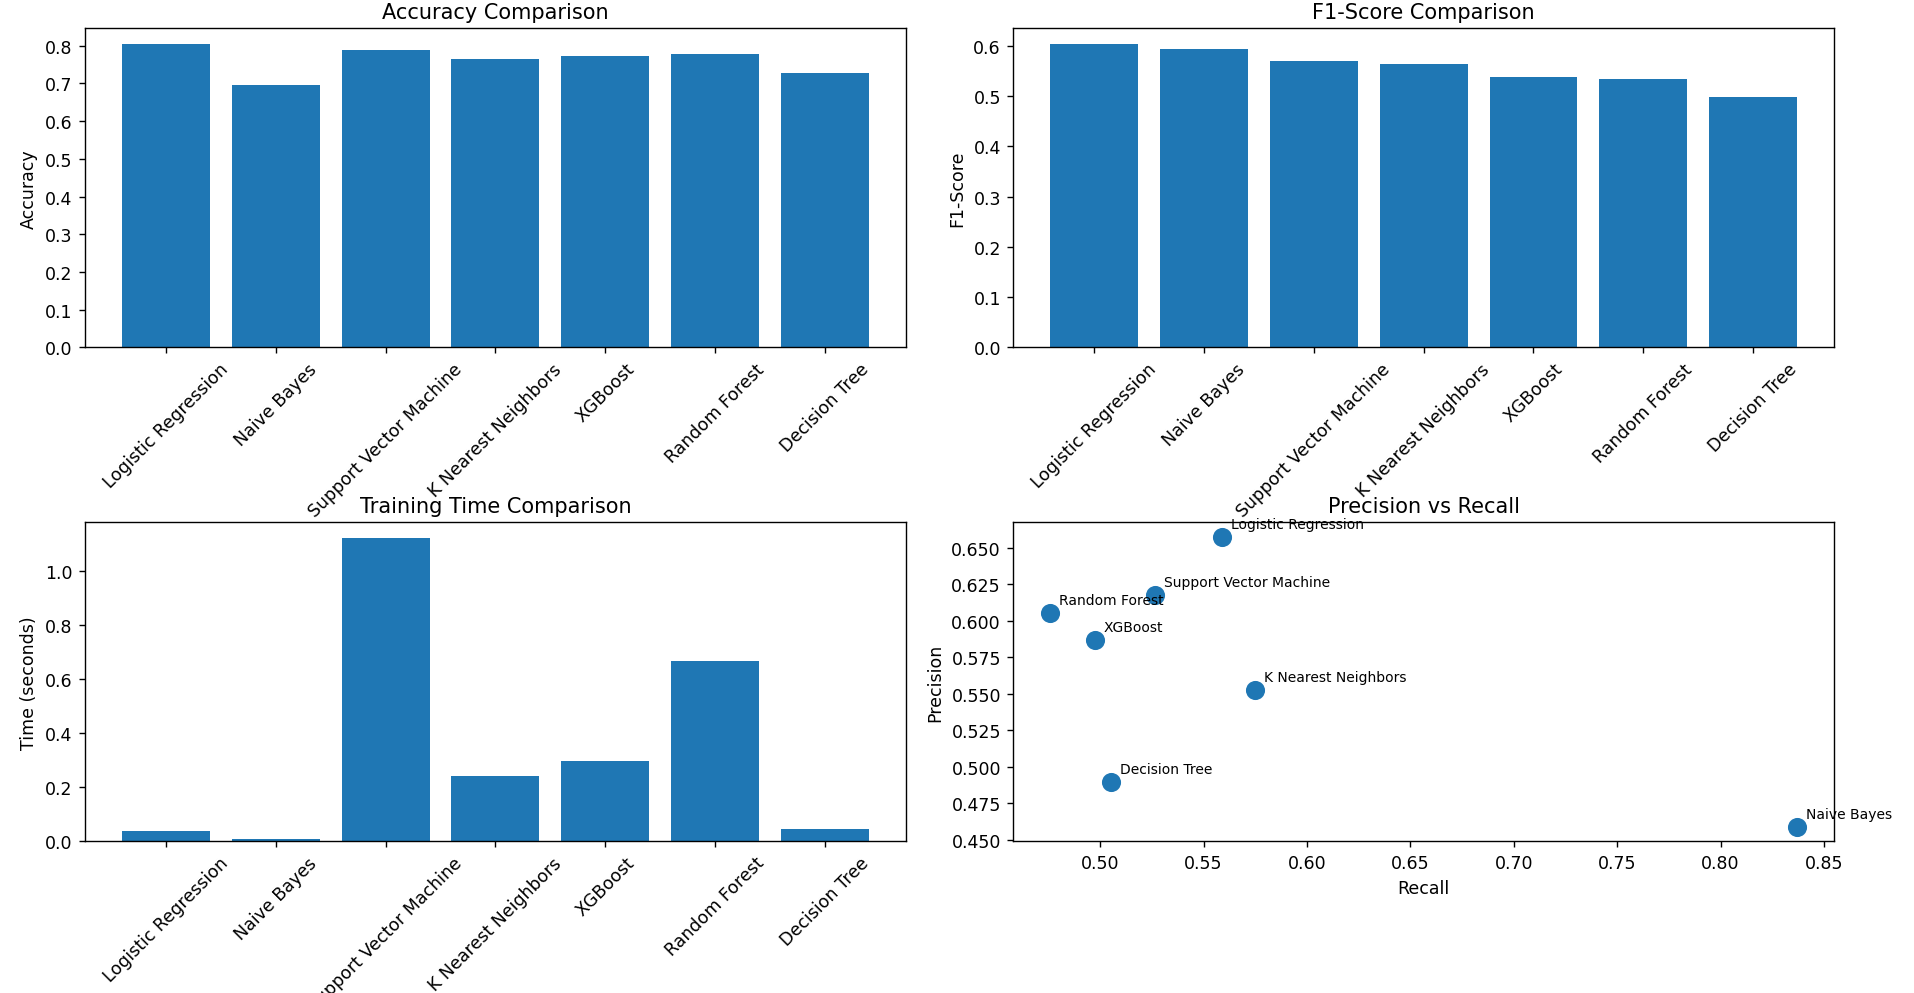 Accuracy Comparison
Accuracy
0.8
0.7
0.6
0.5
0.4
0.3
0.2
0.1
0.0
Logistic Regression
Naive Bayes
Support Vector Machine
K Nearest Neighbors
XGBoost
Random Forest
Decision Tree
F1-Score Comparison
F1-Score
0.6
0.5
0.4
0.3
0.2
0.1
0.0
Logistic Regression
Naive Bayes
Support Vector Machine
K Nearest Neighbors
XGBoost
Random Forest
Decision Tree
Training Time Comparison
Time (seconds)
1.0
0.8
0.6
0.4
0.2
0.0
Logistic Regression
Naive Bayes
upport Vector Machine
K Nearest Neighbors
XGBoost
Random Forest
Decision Tree
Precision vs Recall
Precision
0.650
0.625
0.600
0.575
0.550
0.525
0.500
0.475
0.450
Logistic Regression
Support Vector Machine
Random Forest
XGBoost
K Nearest Neighbors
Decision Tree
Naive Bayes
0.50 0.55 0.60 0.65 0.70 0.75 0.80 0.85
Recall